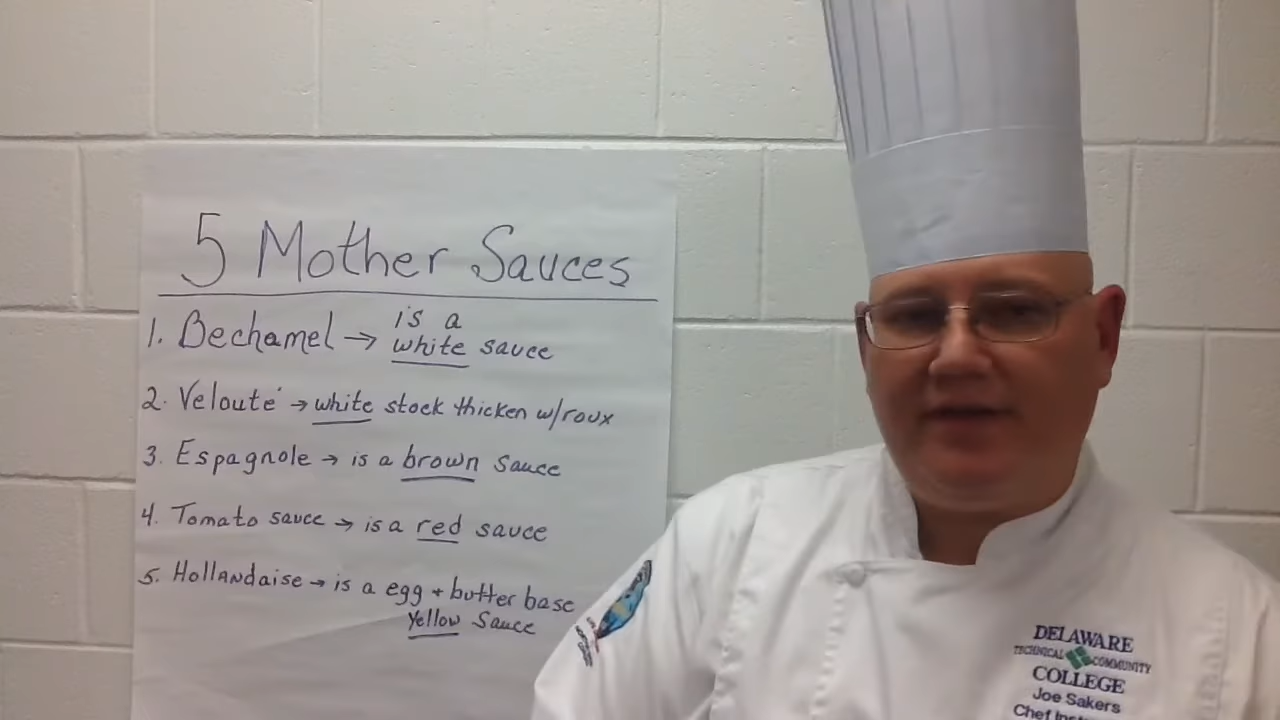 5 Mother Sauces
1. Bechamel → is a
white sauce
2. Velouté → white stock thicken w/roux
3. Espagnole → is a brown sauce
4. Tomato sauce → is a red sauce
5. Hollandaise → is a egg + butter base
Yellow Sauce
DELAWARE
TECHNICAL COMMUNITY
COLLEGE
Joe Sakers
Chef